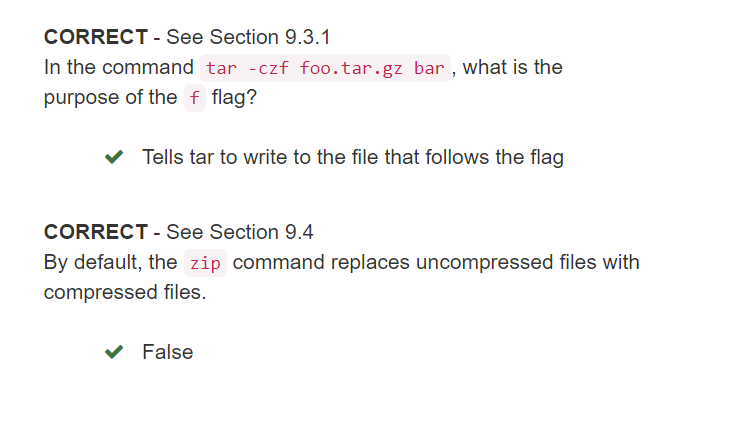 CORRECT - See Section 9.3.1
In the command tar -czf foo.tar.gz bar , what is the
purpose of the f flag?
Tells tar to write to the file that follows the flag
CORRECT - See Section 9.4
By default, the zip command replaces uncompressed files with
compressed files.
False